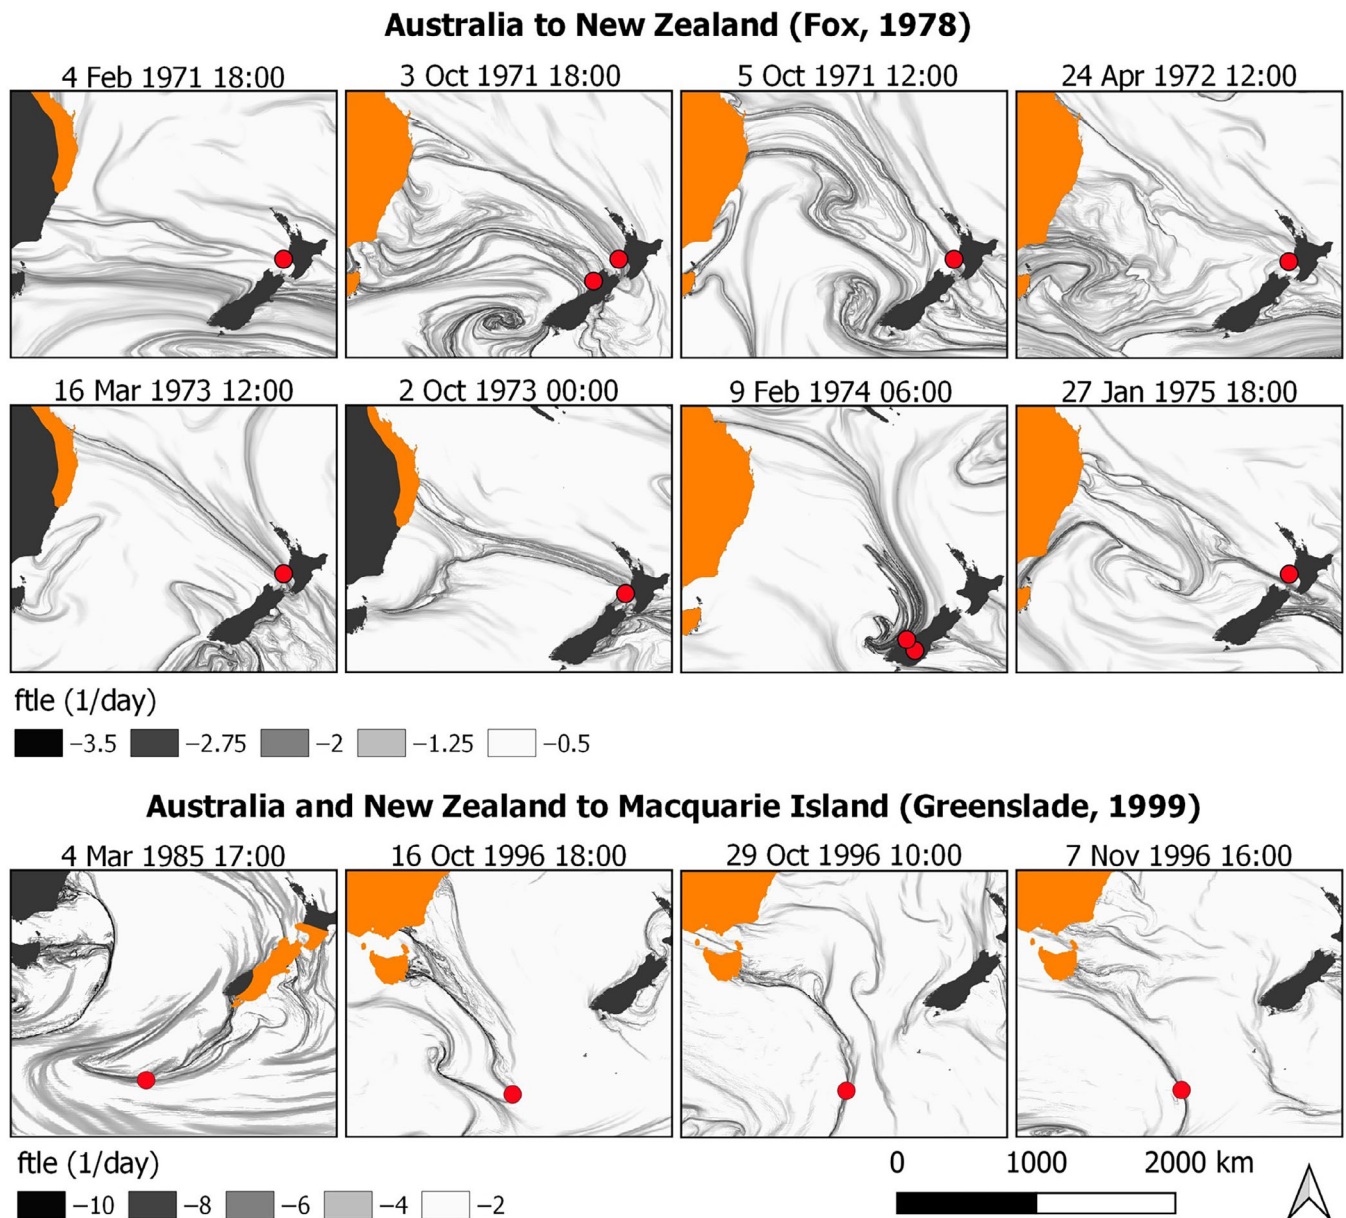 Australia to New Zealand (Fox, 1978)
4 Feb 1971 18:00 3 Oct 1971 18:00 5 Oct 1971 12:00 24 Apr 1972 12:00
16 Mar 1973 12:00 2 Oct 1973 00:00 9 Feb 1974 06:00 27 Jan 1975 18:00
ftle (1/day)
−3.5 −2.75 −2 −1.25 −0.5
Australia and New Zealand to Macquarie Island (Greenslade, 1999)
4 Mar 1985 17:00 16 Oct 1996 18:00 29 Oct 1996 10:00 7 Nov 1996 16:00
ftle (1/day) 0 1000 2000 km
−10 −8 −6 −4 −2